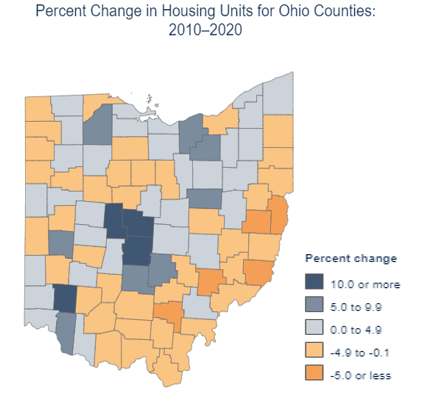 Percent Change in Housing Units for Ohio Counties:
2010–2020
Percent change
10.0 or more
5.0 to 9.9
0.0 to 4.9
-4.9 to -0.1
-5.0 or less